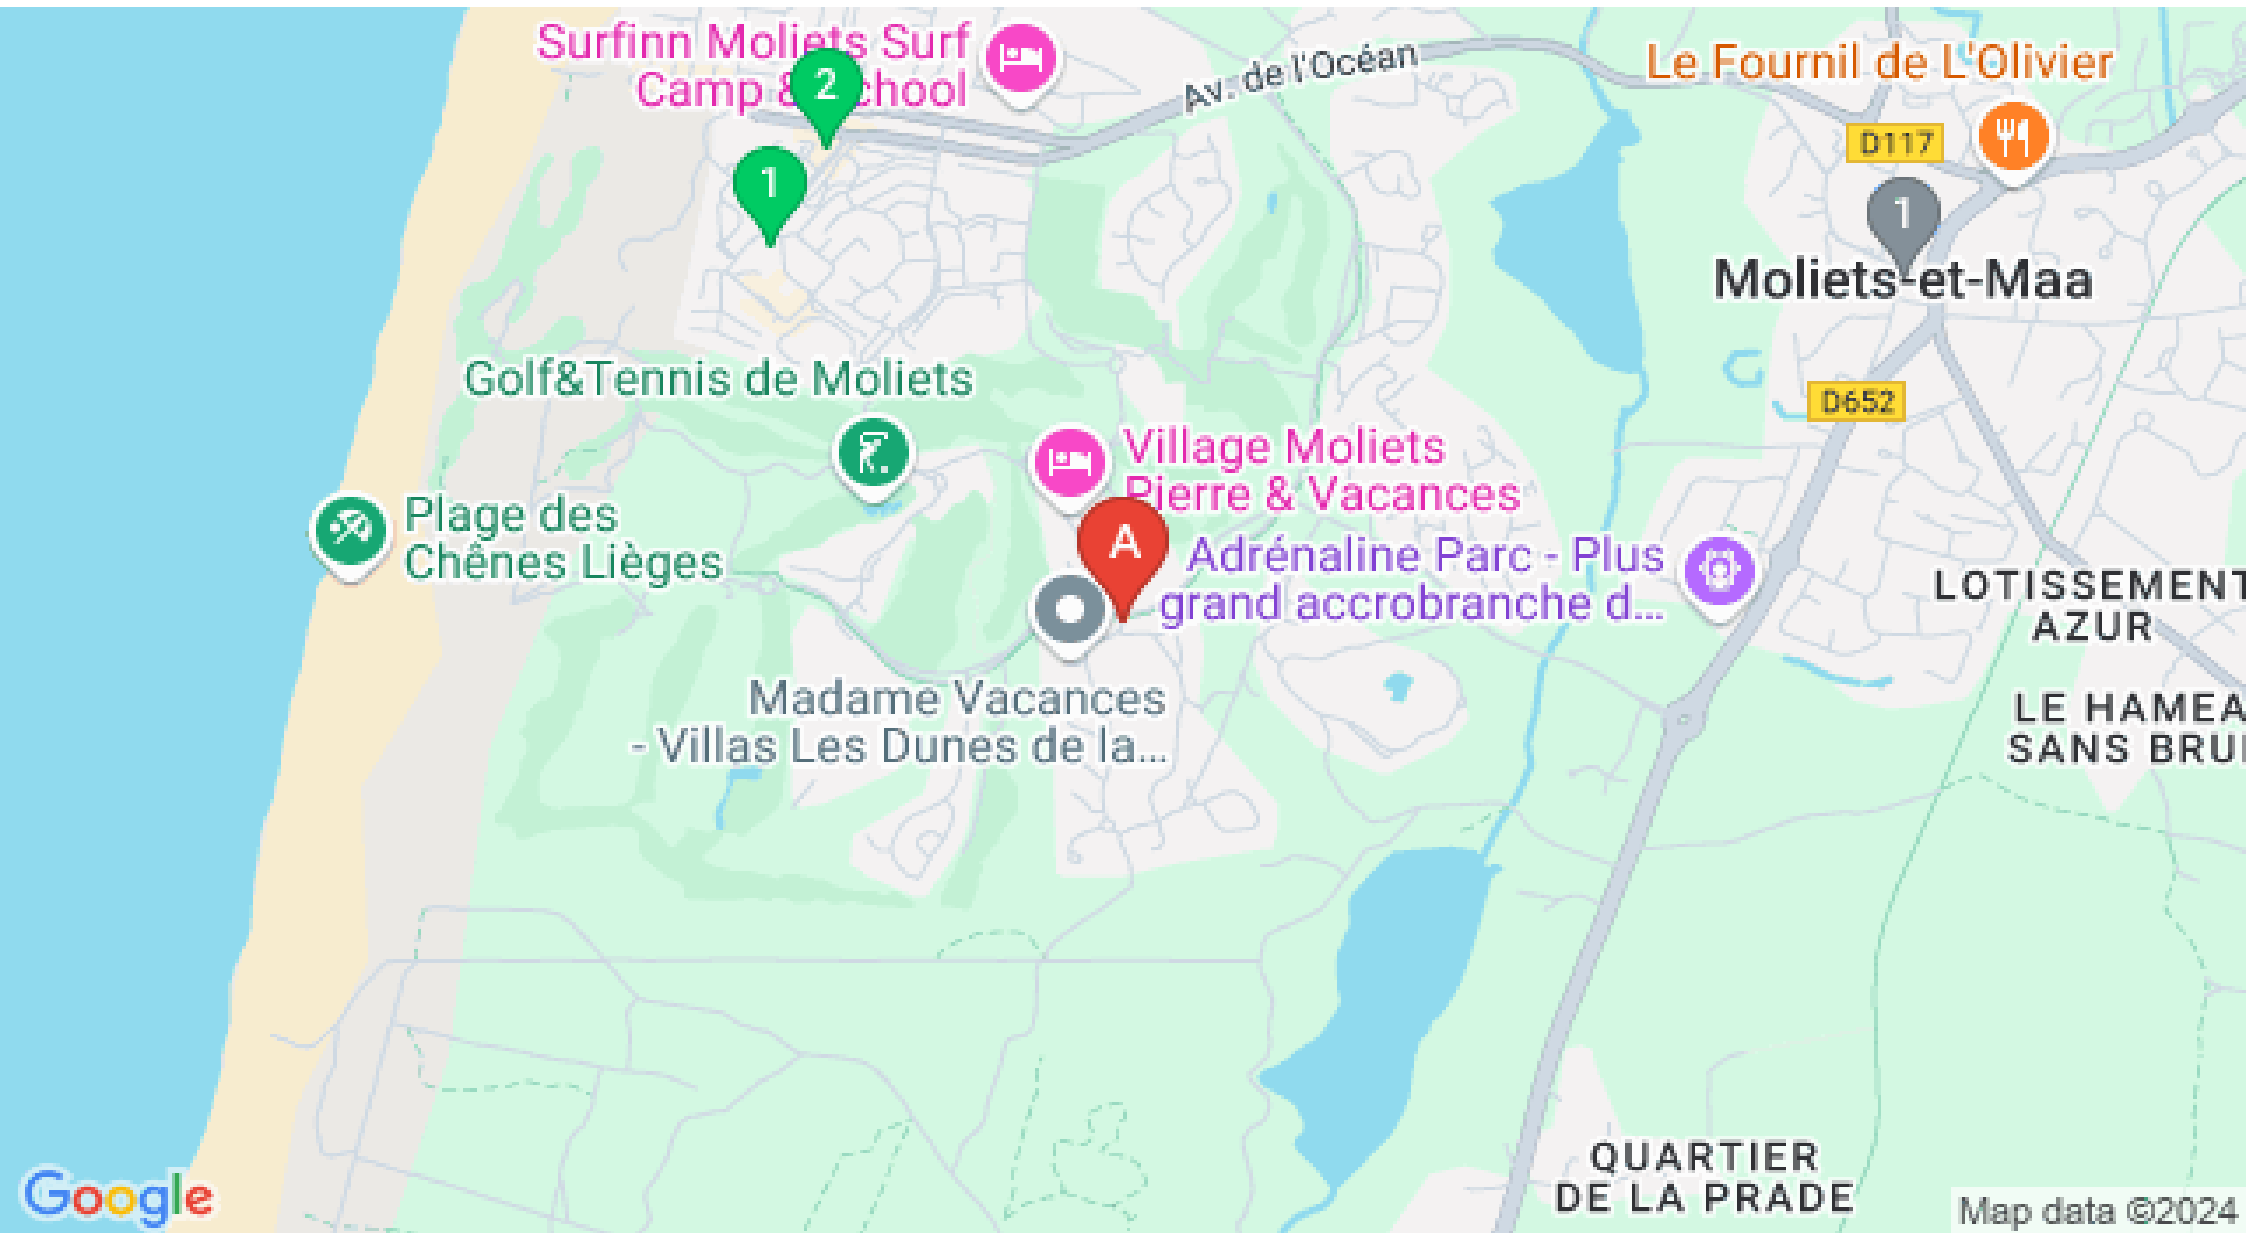 Surfinn Moliets Surf
Camp & School
2
1
Av. de l'Océan
Le Fournil de L'Olivier
D117
1
Moliets-et-Maa
D652
Golf&Tennis de Moliets
Village Moliets
Pierre & Vacances
A
Plage des
Chênes Lièges
Adrénaline Parc - Plus
grand accrobranche d...
Madame Vacances
- Villas Les Dunes de la...
LOTISSEMENT
AZUR
LE HAMEA
SANS BRUI
QUARTIER
DE LA PRADE
Google
Map data ©2024